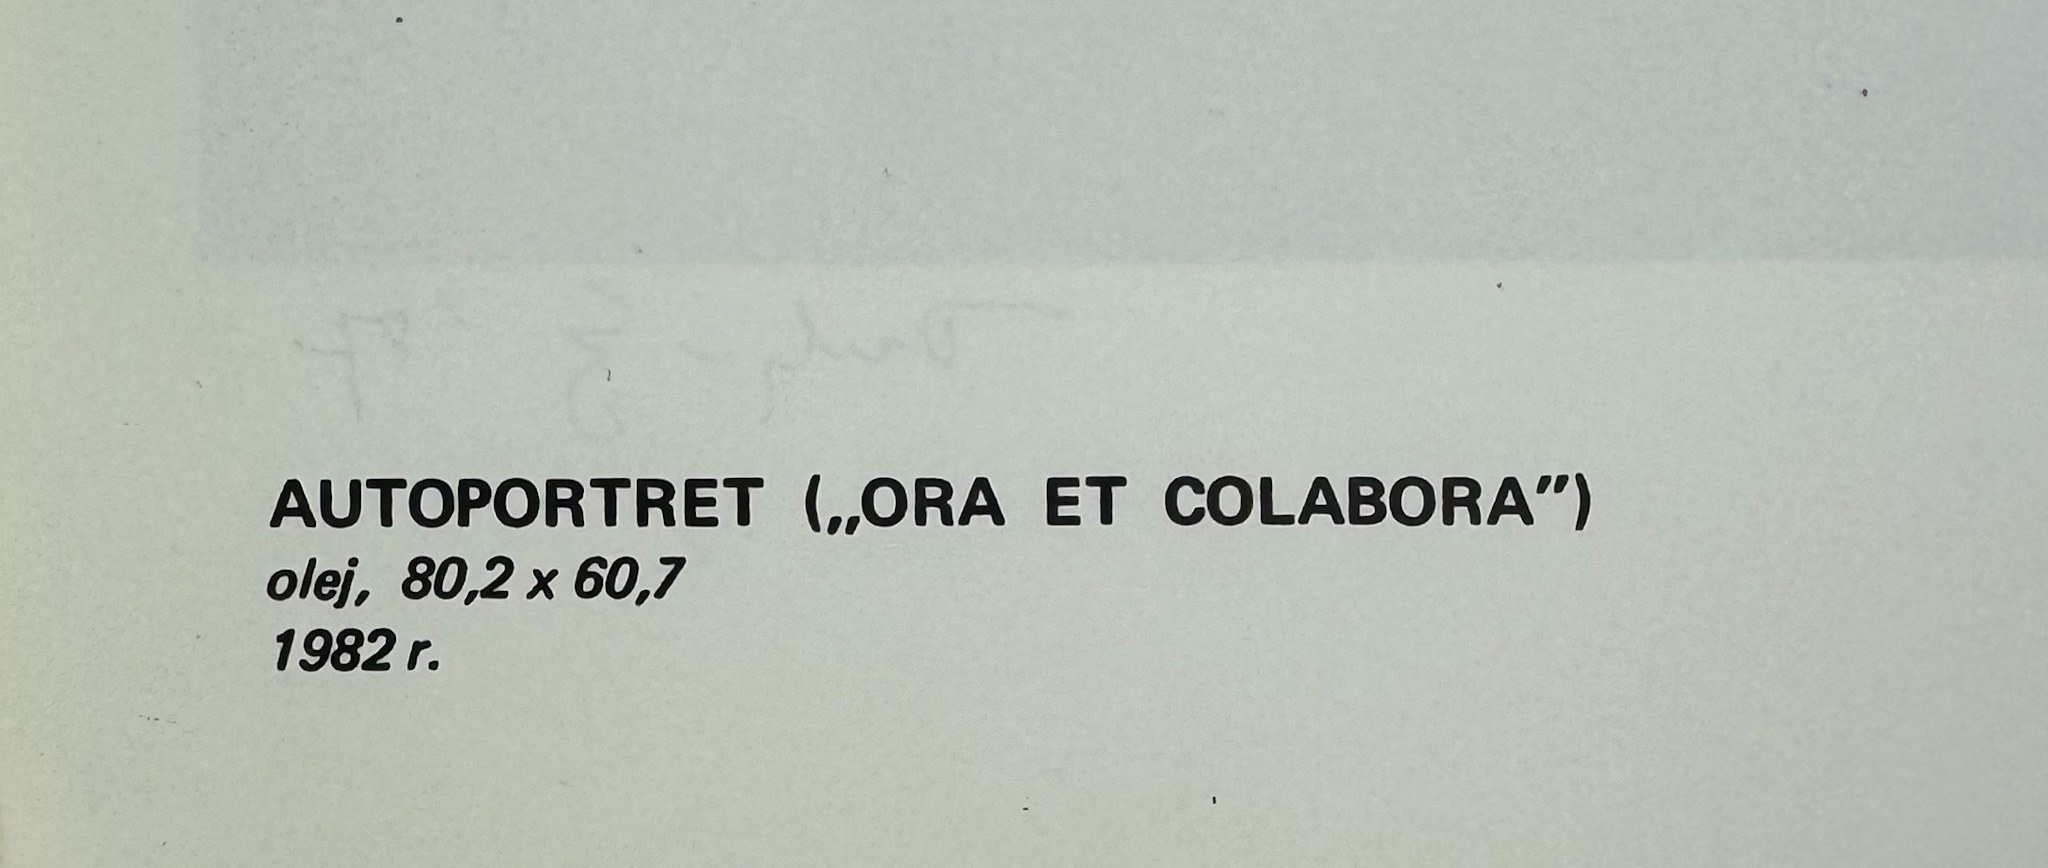 AUTOPORTRET („ORA ET COLABORA”)
olej, 80,2 x 60,7
1982 r.